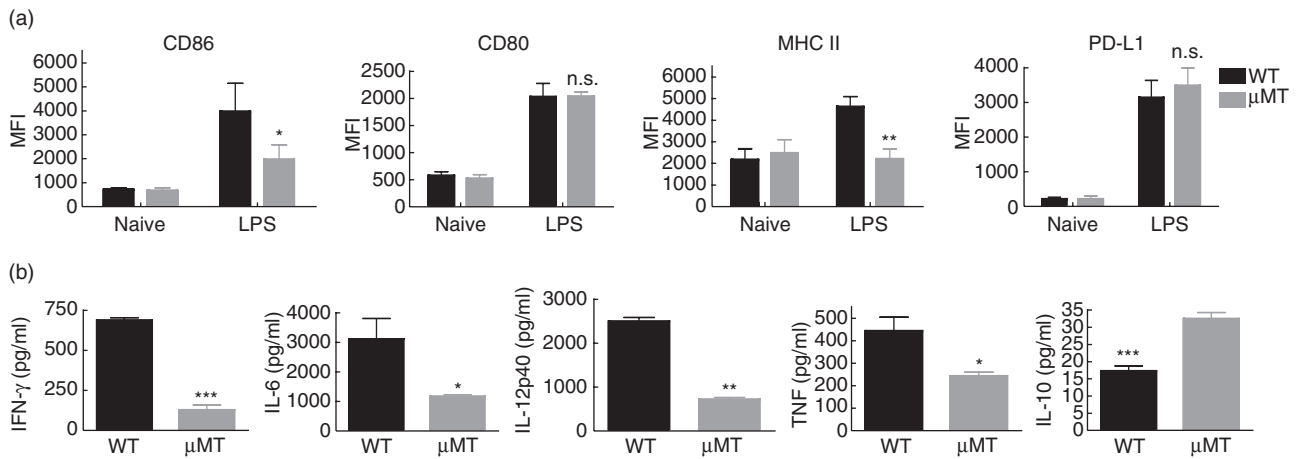 (a)
CD86
MFI
6000
5000
4000
3000
2000
1000
0
*
Naive
LPS
CD80
MFI
2500
2000
1500
1000
500
0
n.s.
Naive
LPS
MHC II
MFI
6000
5000
4000
3000
2000
1000
0
**
Naive
LPS
PD-L1
MFI
4000
3000
2000
1000
0
n.s.
Naive
LPS
WT
μMT
(b)
IFN-γ (pg/ml)
750
500
250
0
***
WT
μMT
IL-6 (pg/ml)
4000
3000
2000
1000
0
*
WT
μMT
IL-12p40 (pg/ml)
3000
2000
1000
0
**
WT
μMT
TNF (pg/ml)
500
400
300
200
100
0
*
WT
μMT
IL-10 (pg/ml)
35
30
25
20
15
10
5
0
***
WT
μMT